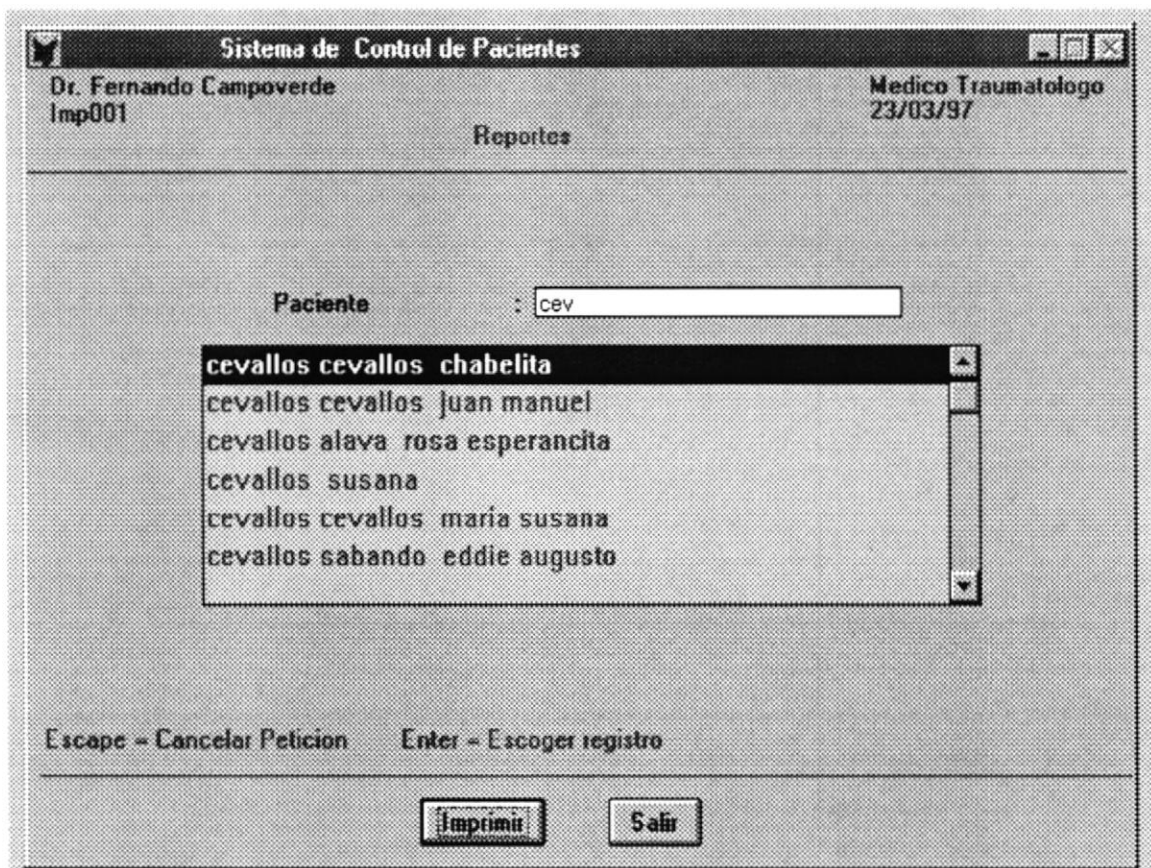 Sistema de Control de Pacientes
Dr. Fernando Campoverde Medico Traumatologo
Imp001 23/03/97
Reportes
Paciente : cev
cevallos cevallos chabelita
cevallos cevallos juan manuel
cevallos alava rosa esperancita
cevallos susana
cevallos cevallos maria susana
cevallos sabando eddie augusto
Escape - Cancelar Peticion Enter - Escoger registro
Imprimir Salir